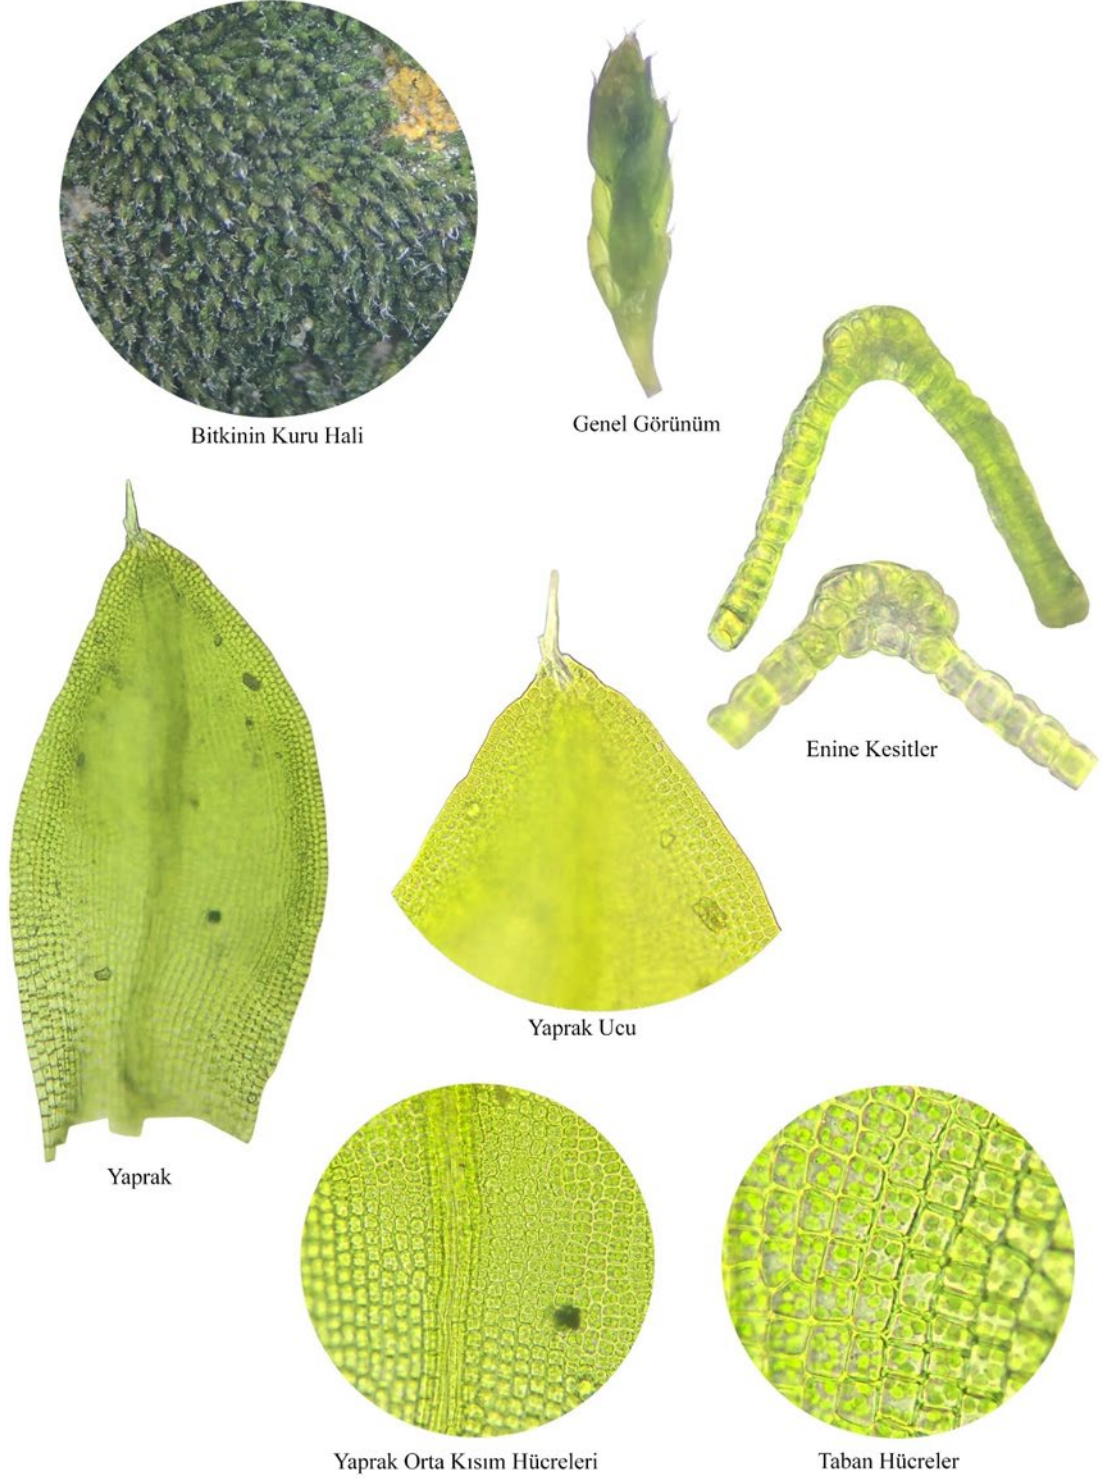 Bitkinin Kuru Hali
Genel Görünüm
Enine Kesitler
Yaprak Ucu
Yaprak
Yaprak Orta Kısım Hücreleri
Taban Hücreler